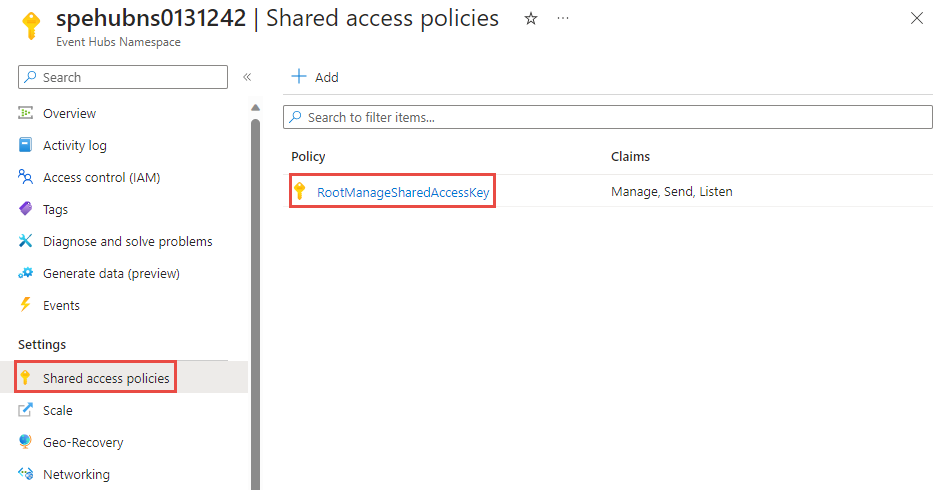 spehubns0131242 | Shared access policies
Event Hubs Namespace
Search
Overview
Activity log
Access control (IAM)
Tags
Diagnose and solve problems
Generate data (preview)
Events
Settings
Shared access policies
Scale
Geo-Recovery
Networking
Add
Search to filter items...
Policy Claims
RootManageSharedAccessKey Manage, Send, Listen